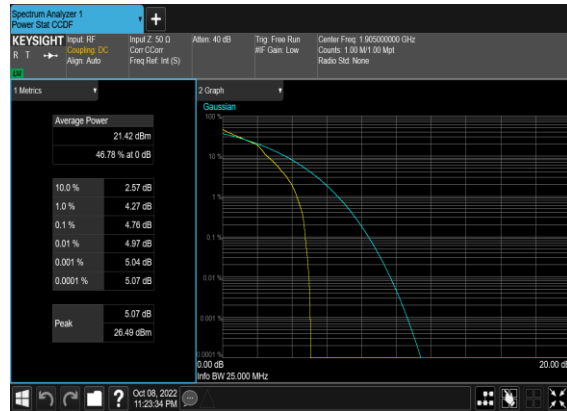 Spectrum Analyzer 1
Power Stat CCDF
+
KEYSIGHT
R T
LV
Input: RF
Coupling: DC
Align: Auto
Input Z: 50 Ω
Corr CCorr
Freq Ref: Int (S)
Atten: 40 dB
Trig: Free Run
#IF Gain: Low
Center Freq: 1.905000000 GHz
Counts: 1.00 M/1.00 Mpt
Radio Std: None
1 Metrics
Average Power
21.42 dBm
46.78 % at 0 dB
10.0 % 2.57 dB
1.0 % 4.27 dB
0.1 % 4.76 dB
0.01 % 4.97 dB
0.001 % 5.04 dB
0.0001 % 5.07 dB
Peak 5.07 dB
26.49 dBm
2 Graph
Gaussian
100 %
10 %
1 %
0.1 %
0.01 %
0.001 %
0.0001 %
0.00 dB 20.00 dB
Info BW 25.000 MHz
?
Oct 08, 2022
11:23:34 PM